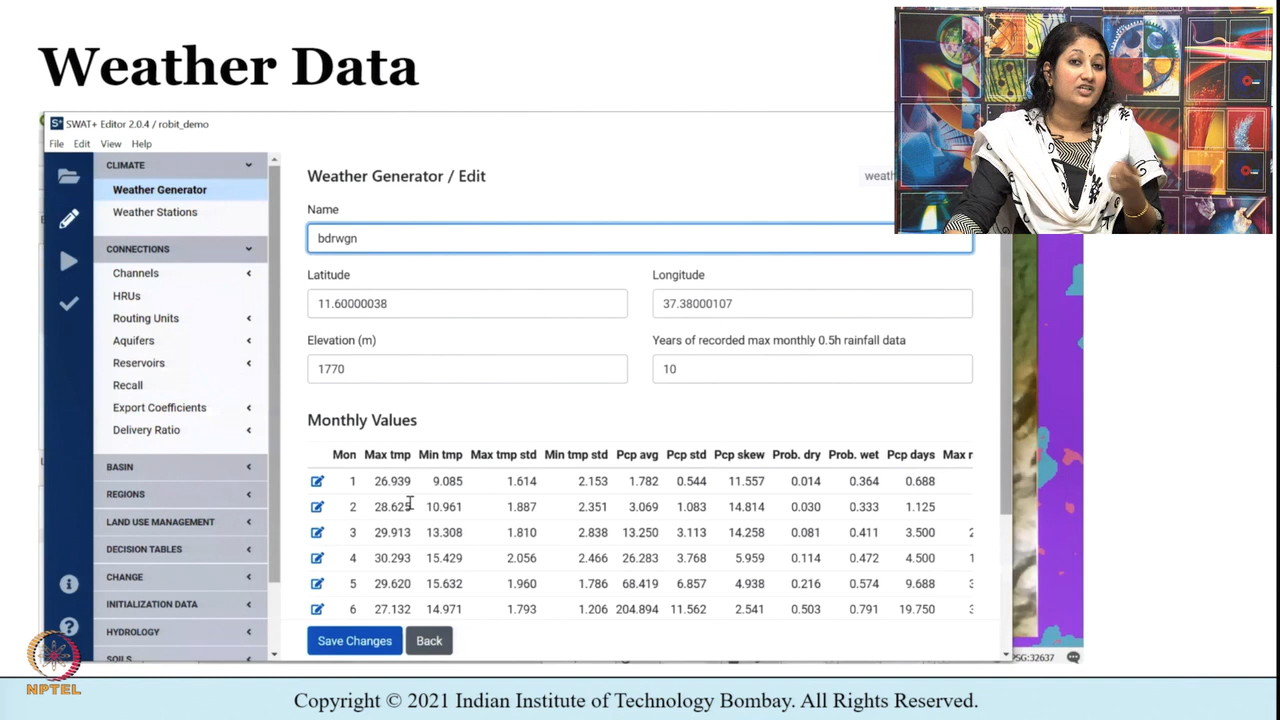 Weather Data
SWAT+ Editor 2.0.4 / robit_demo
File Edit View Help
CLIMATE
Weather Generator
Weather Stations
CONNECTIONS
Channels
HRUs
Routing Units
Aquifers
Reservoirs
Recall
Export Coefficients
Delivery Ratio
BASIN
REGIONS
LAND USE MANAGEMENT
DECISION TABLES
CHANGE
INITIALIZATION DATA
HYDROLOGY
SOILS
Weather Generator / Edit
weath
Name
bdrwgn
Latitude Longitude
11.60000038 37.38000107
Elevation (m) Years of recorded max monthly 0.5h rainfall data
1770 10
Monthly Values
Mon Max tmp Min tmp Max tmp std Min tmp std Pcp avg Pcp std Pcp skew Prob. dry Prob. wet Pcp days Max r
1 26.939 9.085 1.614 2.153 1.782 0.544 11.557 0.014 0.364 0.688
2 28.625 10.961 1.887 2.351 3.069 1.083 14.814 0.030 0.333 1.125
3 29.913 13.308 1.810 2.838 13.250 3.113 14.258 0.081 0.411 3.500 2
4 30.293 15.429 2.056 2.466 26.283 3.768 5.959 0.114 0.472 4.500 1
5 29.620 15.632 1.960 1.786 68.419 6.857 4.938 0.216 0.574 9.688 3
6 27.132 14.971 1.793 1.206 204.894 11.562 2.541 0.503 0.791 19.750 3
Save Changes Back
PSG:32637
NPTEL
Copyright © 2021 Indian Institute of Technology Bombay. All Rights Reserved.